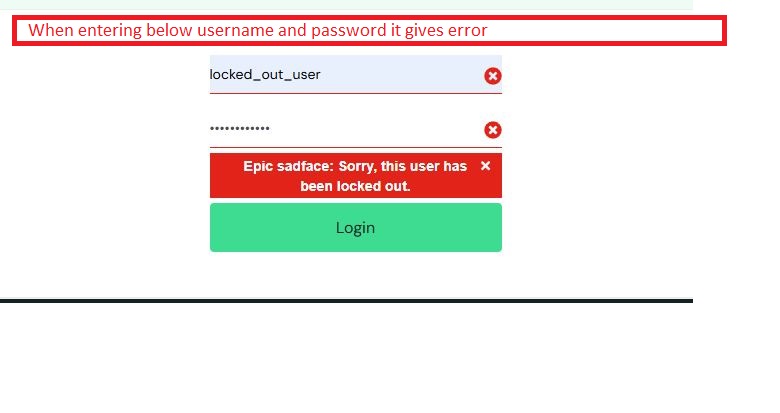 When entering below username and password it gives error
locked_out_user
••••••••••••
Epic sadface: Sorry, this user has
been locked out.
Login